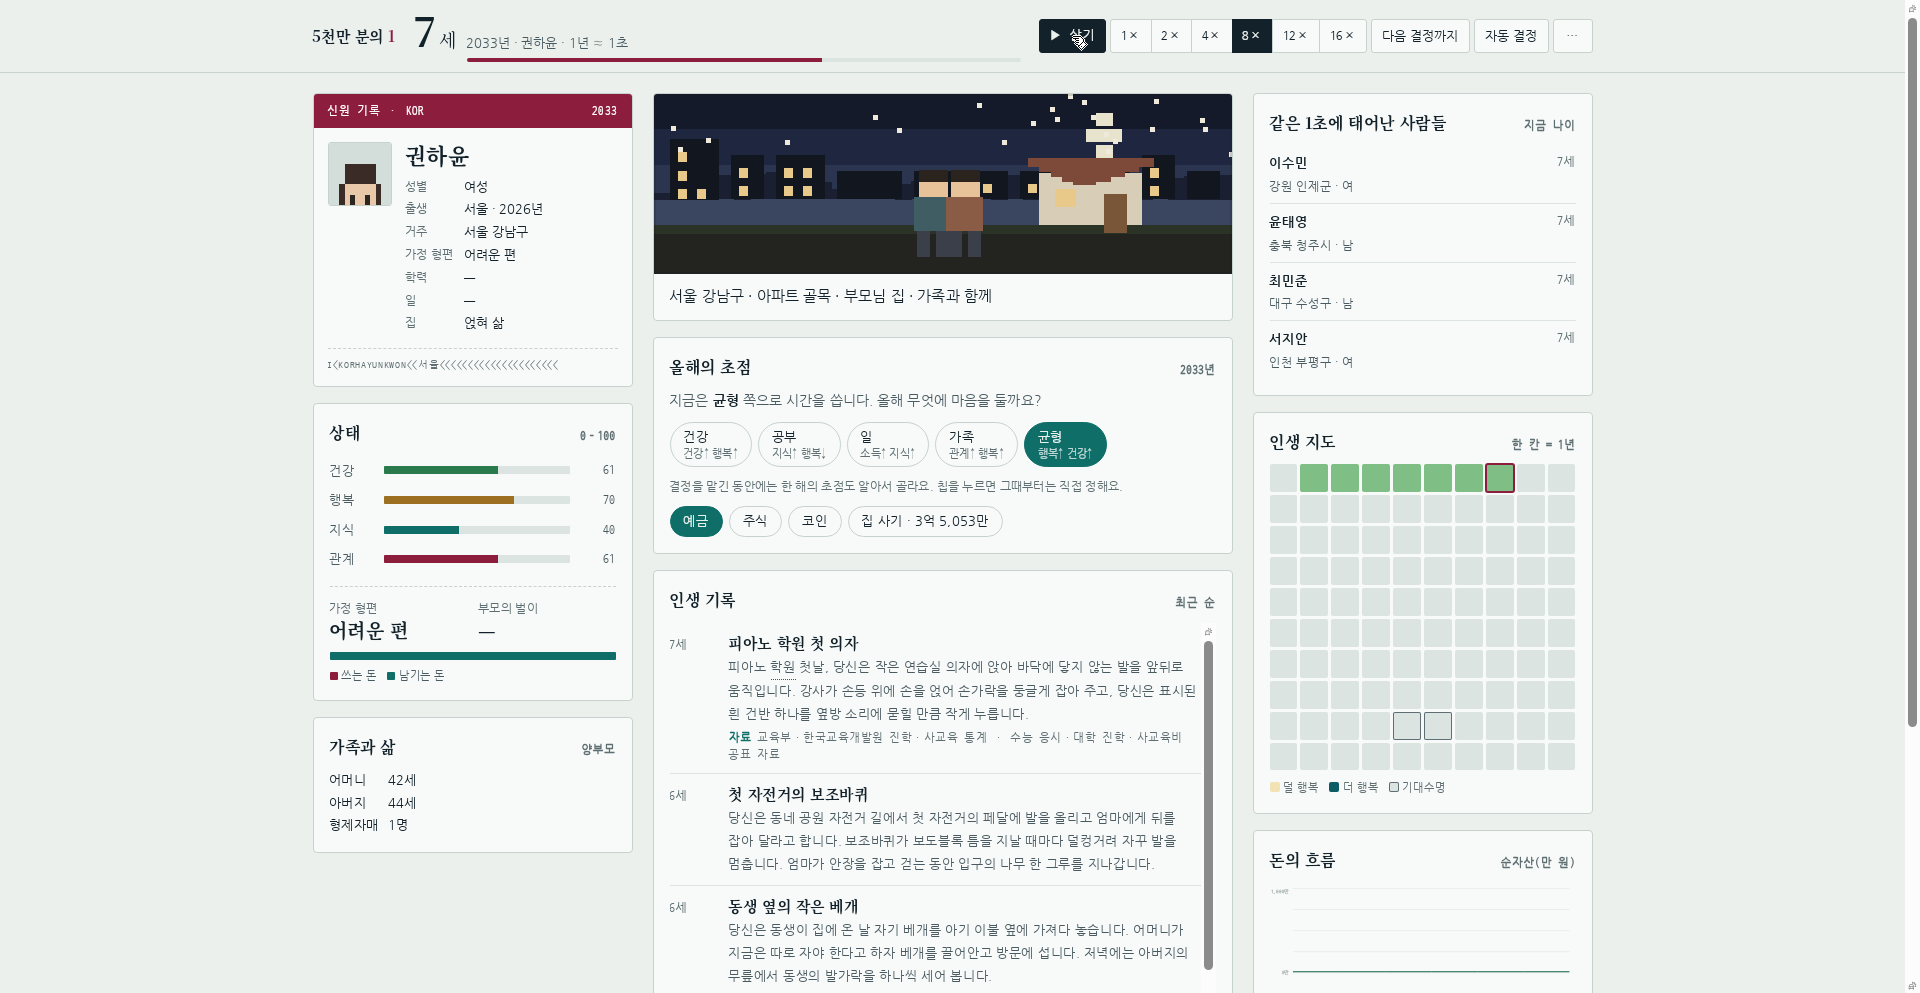 5천만 분의 1
7세
2033년 · 권하윤 · 1년 ≈ 1초
1×
2×
4×
8×
12×
16×
다음 결정까지
자동 결정
···
신원 기록 · KOR
2033
권하윤
성별 여성
출생 서울 · 2026년
거주 서울 강남구
가정 형편 어려운 편
학력 —
일 —
집 얹혀 삶
I<KORHAYUNKWON<<서울<<<<<<<<<<<<<<<<<<<<<
상태
0-100
건강 61
행복 70
지식 40
관계 61
가정 형편
어려운 편
부모의 벌이
—
쓰는 돈
남기는 돈
가족과 삶
양부모
어머니 42세
아버지 44세
형제자매 1명
서울 강남구 · 아파트 골목 · 부모님 집 · 가족과 함께
올해의 초점
2033년
지금은 균형 쪽으로 시간을 씁니다. 올해 무엇에 마음을 둘까요?
건강
건강↑ 행복↑
공부
지식↑ 행복↓
일
소득↑ 지식↑
가족
관계↑ 행복↑
균형
행복↑ 건강↑
결정을 맡긴 동안에는 한 해의 초점도 알아서 골라요. 칩을 누르면 그때부터는 직접 정해요.
예금
주식
코인
집 사기 · 3억 5,053만
인생 기록
최근 순
7세
피아노 학원 첫 의자
피아노 학원 첫날, 당신은 작은 연습실 의자에 앉아 바닥에 닿지 않는 발을 앞뒤로
움직입니다. 강사가 손등 위에 손을 얹어 손가락을 둥글게 잡아 주고, 당신은 표시된
흰 건반 하나를 옆방 소리에 묻힐 만큼 작게 누릅니다.
자료 교육부 · 한국교육개발원 진학 · 사교육 통계 · 수능 응시 · 대학 진학 · 사교육비
공표 자료
6세
첫 자전거의 보조바퀴
당신은 동네 공원 자전거 길에서 첫 자전거의 페달에 발을 올리고 엄마에게 뒤를
잡아 달라고 합니다. 보조바퀴가 보도블록 틈을 지날 때마다 덜컹거려 자꾸 발을
멈춥니다. 엄마가 안장을 잡고 걷는 동안 입구의 나무 한 그루를 지나갑니다.
6세
동생 옆의 작은 베개
당신은 동생이 집에 온 날 자기 베개를 아기 이불 옆에 가져다 놓습니다. 어머니가
지금은 따로 자야 한다고 하자 베개를 끌어안고 방문에 섭니다. 저녁에는 아버지의
무릎에서 동생의 발가락을 하나씩 세어 봅니다.
같은 1초에 태어난 사람들
지금 나이
이수민 7세
강원 인제군 · 여
윤태영 7세
충북 청주시 · 남
최민준 7세
대구 수성구 · 남
서지안 7세
인천 부평구 · 여
인생 지도
한 칸 = 1년
덜 행복
더 행복
기대수명
돈의 흐름
순자산(만 원)